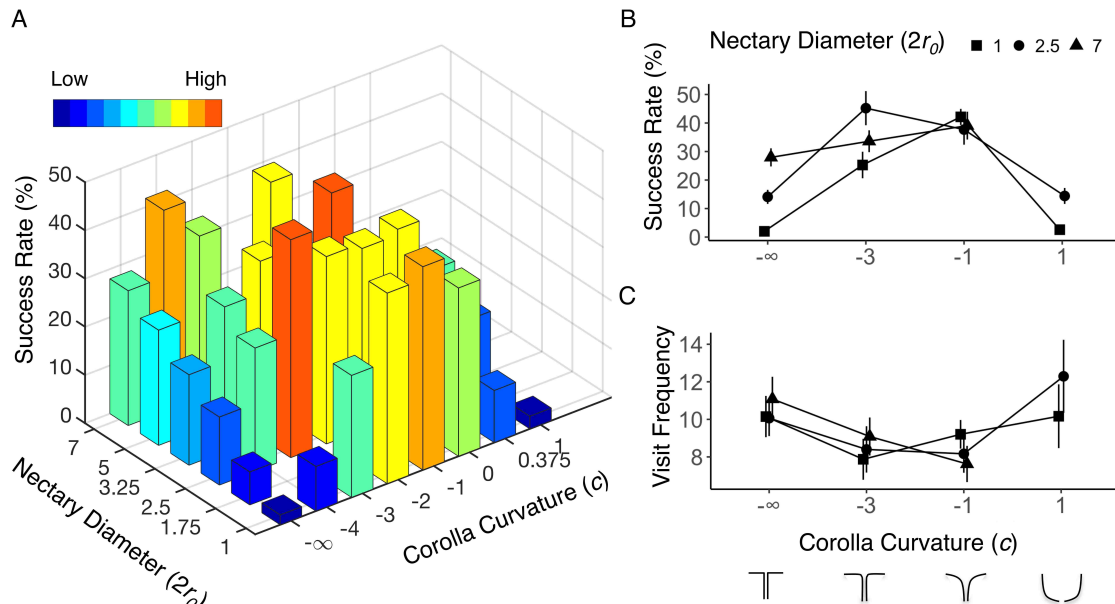 A
Low High
Success Rate (%)
50
40
30
20
10
0
7
5
3.25
2.5
1.75
1
Nectary Diameter (2r₀)
-∞
-4
-3
-2
-1
0
0.375
1
Corolla Curvature (c)
B
Nectary Diameter (2r₀) 1 2.5 7
Success Rate (%)
50
40
30
20
10
0
-∞ -3 -1 1
C
Visit Frequency
14
12
10
8
-∞ -3 -1 1
Corolla Curvature (c)